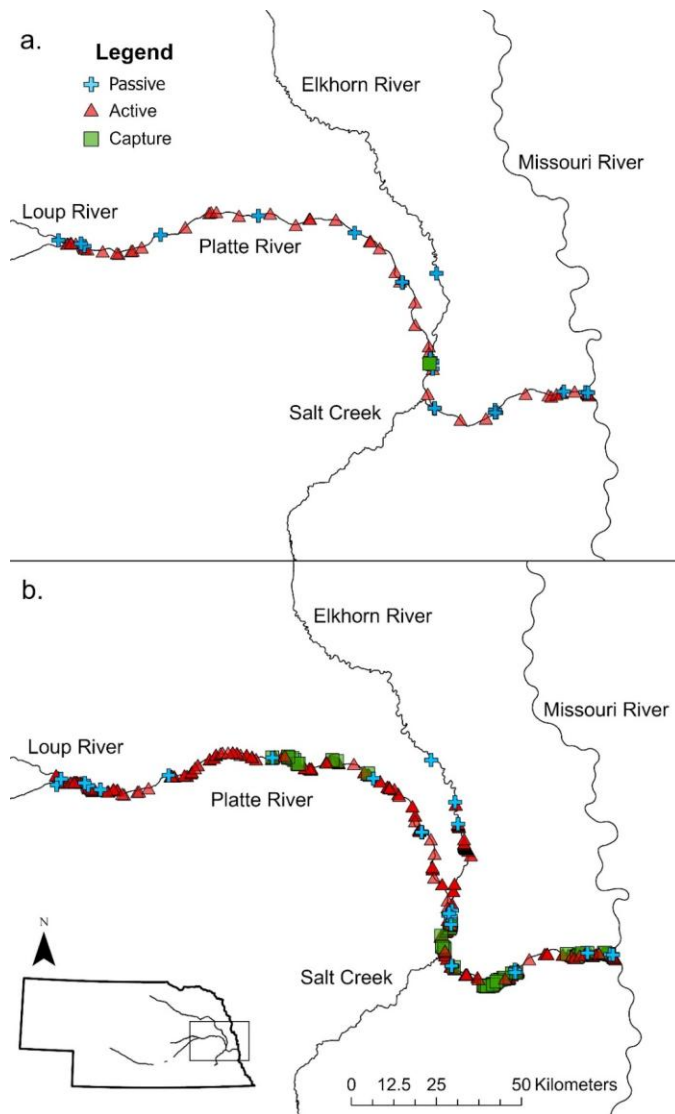 a.
Legend
Passive
Active
Capture
Elkhorn River
Missouri River
Loup River
Platte River
Salt Creek
b.
Elkhorn River
Missouri River
Loup River
Platte River
Salt Creek
N
0 12.5 25 50 Kilometers